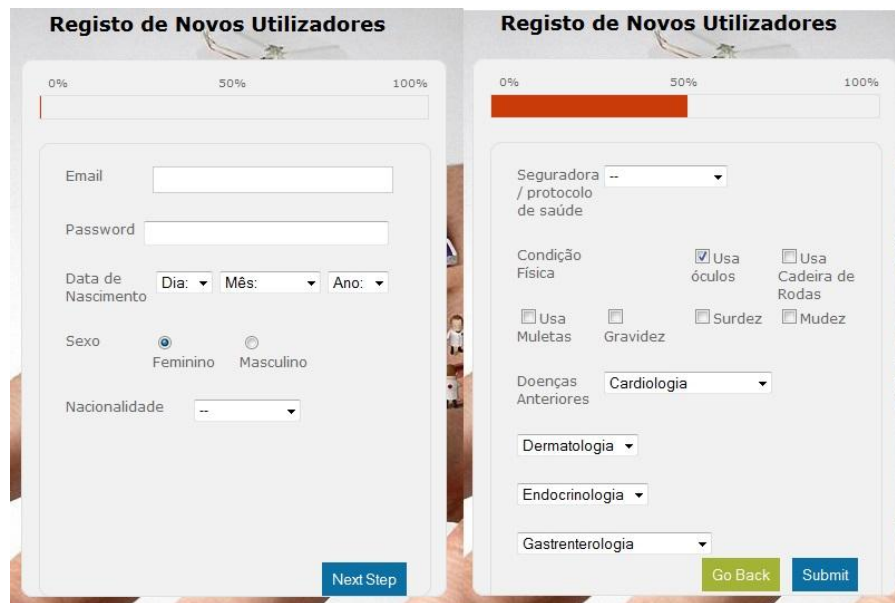 Registo de Novos Utilizadores
0% 50% 100%
Email
Password
Data de
Nascimento
Dia: Mês: Ano:
Sexo
Feminino Masculino
Nacionalidade
--
Next Step
Registo de Novos Utilizadores
0% 50% 100%
Seguradora
/ protocolo
de saúde
--
Condição
Física
Usa
óculos
Usa
Cadeira de
Rodas
Usa
Muletas
Gravidez
Surdez
Mudez
Doenças
Anteriores
Cardiologia
Dermatologia
Endocrinologia
Gastrenterologia
Go Back Submit